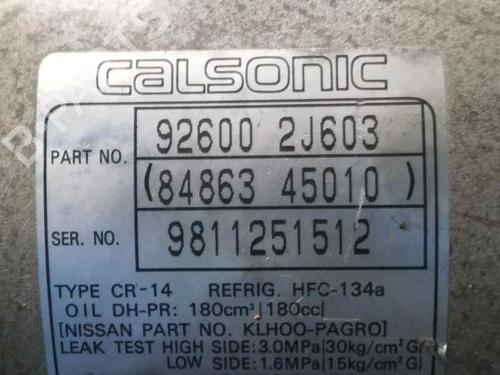 calsonic
PART NO. 92600 2J603
(84863 45010)
SER. NO. 9811251512
TYPE CR-14 REFRIG. HFC-134a
OIL DH-PR: 180cm³|180cc|
[NISSAN PART NO. KLHOO-PAGRO]
LEAK TEST HIGH SIDE: 3.0MPa|30kg/cm²G|
LOW SIDE: 1.6MPa|15kg/cm²G|